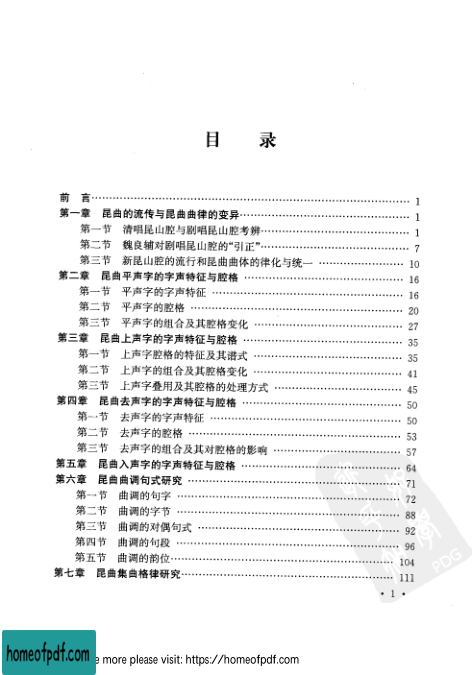 目 录
前 言 1
第一章 昆曲的流传与昆曲曲律的变异 1
第一节 清唱昆山腔与剧唱昆山腔考辨 1
第二节 魏良辅对剧唱昆山腔的“引正” 7
第三节 新昆山腔的流行和昆曲曲体的律化与统一 10
第二章 昆曲平声字的字声特征与腔格 16
第一节 平声字的字声特征 16
第二节 平声字的腔格 20
第三节 平声字的组合及其腔格变化 27
第三章 昆曲上声字的字声特征与腔格 35
第一节 上声字腔格的特征及其谱式 35
第二节 上声字的组合及其腔格变化 41
第三节 上声字叠用及其腔格的处理方式 45
第四章 昆曲去声字的字声特征与腔格 50
第一节 去声字的字声特征 50
第二节 去声字的腔格 53
第三节 去声字的组合及其对腔格的影响 57
第五章 昆曲入声字的字声特征与腔格 64
第六章 昆曲曲调句式研究 71
第一节 曲调的句字 72
第二节 曲调的字节 88
第三节 曲调的对偶句式 92
第四节 曲调的句段 96
第五节 曲调的韵位 104
第七章 昆曲集曲格律研究 111
PDG
· 1 ·
homeofpdf.com
e more please visit: https://homeofpdf.com